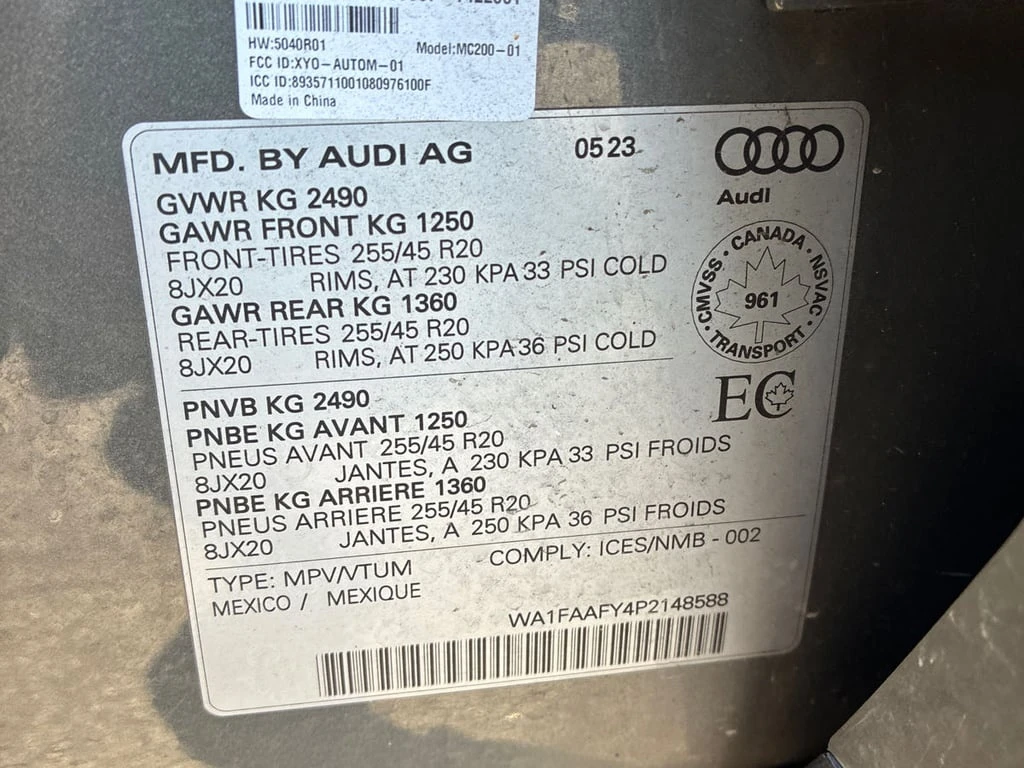 HW:5040R01
Model:MC200-01
FCC ID:XYO-AUTOM-01
ICC ID:8935711001080976100F
Made in China
MFD. BY AUDI AG 0523
Audi
GVWR KG 2490
GAWR FRONT KG 1250
FRONT-TIRES 255/45 R20
8JX20 RIMS, AT 230 KPA 33 PSI COLD
GAWR REAR KG 1360
REAR-TIRES 255/45 R20
8JX20 RIMS, AT 250 KPA 36 PSI COLD
CANADA · NSVAC · TRANSPORT · CMVSS ·
961
EC
PNVB KG 2490
PNBE KG AVANT 1250
PNEUS AVANT 255/45 R20
8JX20 JANTES, A 230 KPA 33 PSI FROIDS
PNBE KG ARRIERE 1360
PNEUS ARRIERE 255/45 R20
8JX20 JANTES, A 250 KPA 36 PSI FROIDS
TYPE: MPV/VTUM COMPLY: ICES/NMB - 002
MEXICO / MEXIQUE
WA1FAAFY4P2148588